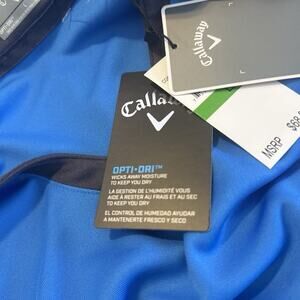 Callaway
Callaway
OPTI•DRI™
WICKS AWAY MOISTURE
TO KEEP YOU DRY
LA GESTION DE L'HUMIDITÉ VOUS
AIDE À RESTER AU FRAIS ET AU SEC
TO KEEP YOU DRY
EL CONTROL DE HUMEDAD AYUDAR
A MANTENERTE FRESCO Y SECO
MSRP